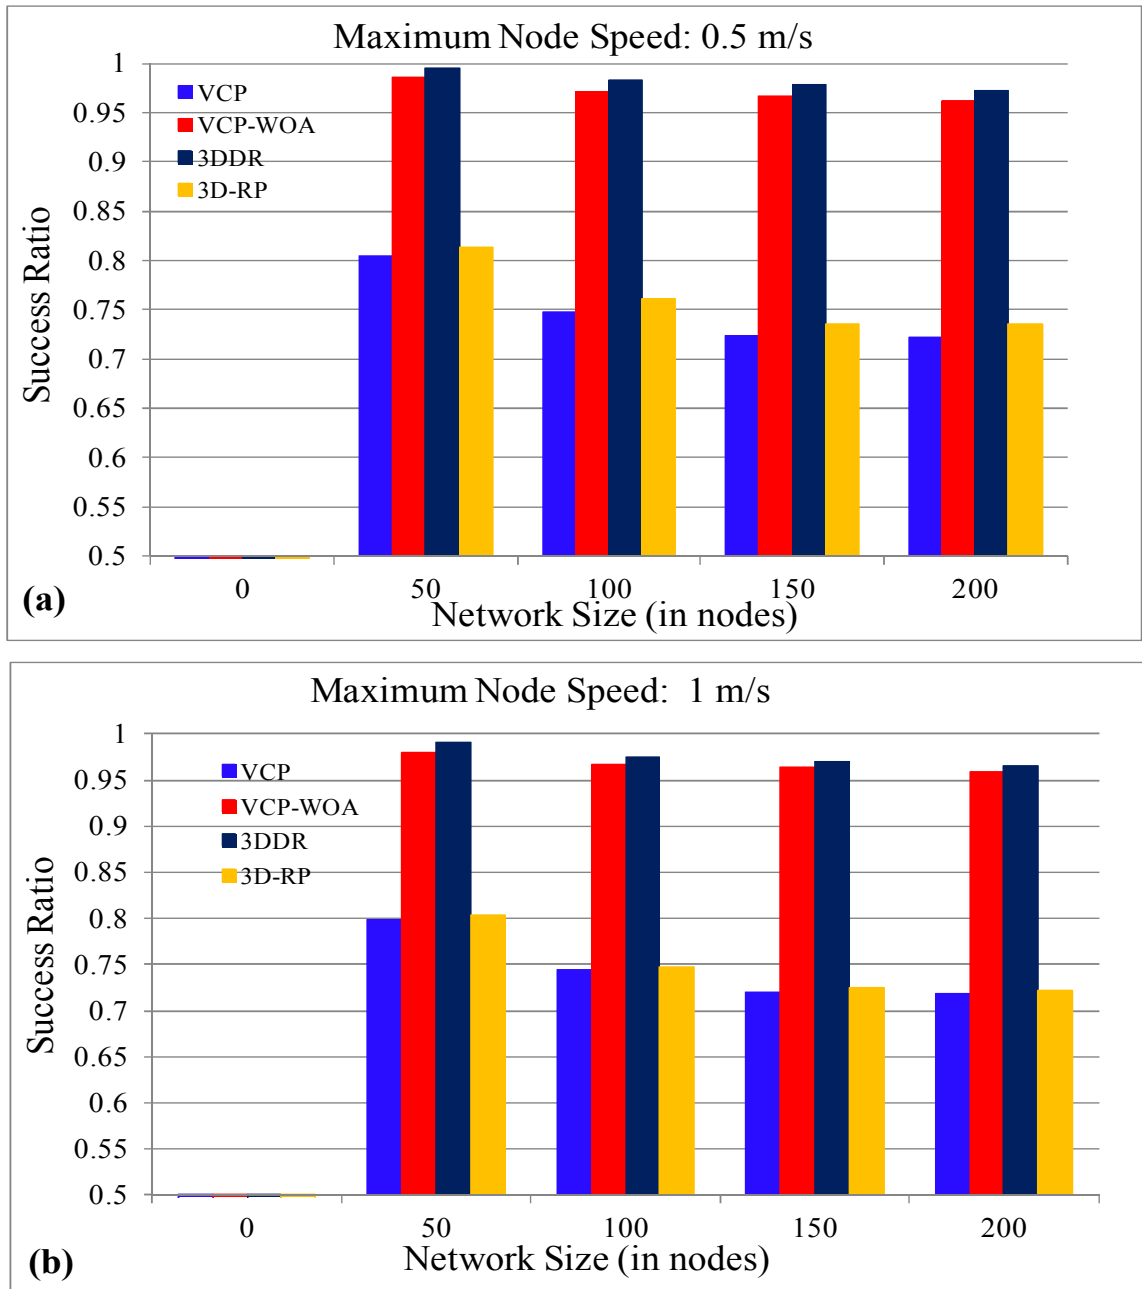 Maximum Node Speed: 0.5 m/s
1
0.95
0.9
0.85
0.8
0.75
0.7
0.65
0.6
0.55
0.5
Success Ratio
VCP
VCP-WOA
3DDR
3D-RP
0 50 100 150 200
Network Size (in nodes)
(a)
Maximum Node Speed: 1 m/s
1
0.95
0.9
0.85
0.8
0.75
0.7
0.65
0.6
0.55
0.5
Success Ratio
VCP
VCP-WOA
3DDR
3D-RP
0 50 100 150 200
Network Size (in nodes)
(b)